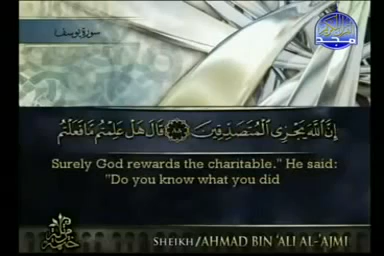 سورة يوسف
المجد
إِنَّ اللَّهَ يَجْزِي الْمُتَصَدِّقِينَ ۝٨٨ قَالَ هَلْ عَلِمْتُم مَّا فَعَلْتُم
Surely God rewards the charitable." He said:
"Do you know what you did
SHEIKH/AHMAD BIN 'ALI AL-'AJMI